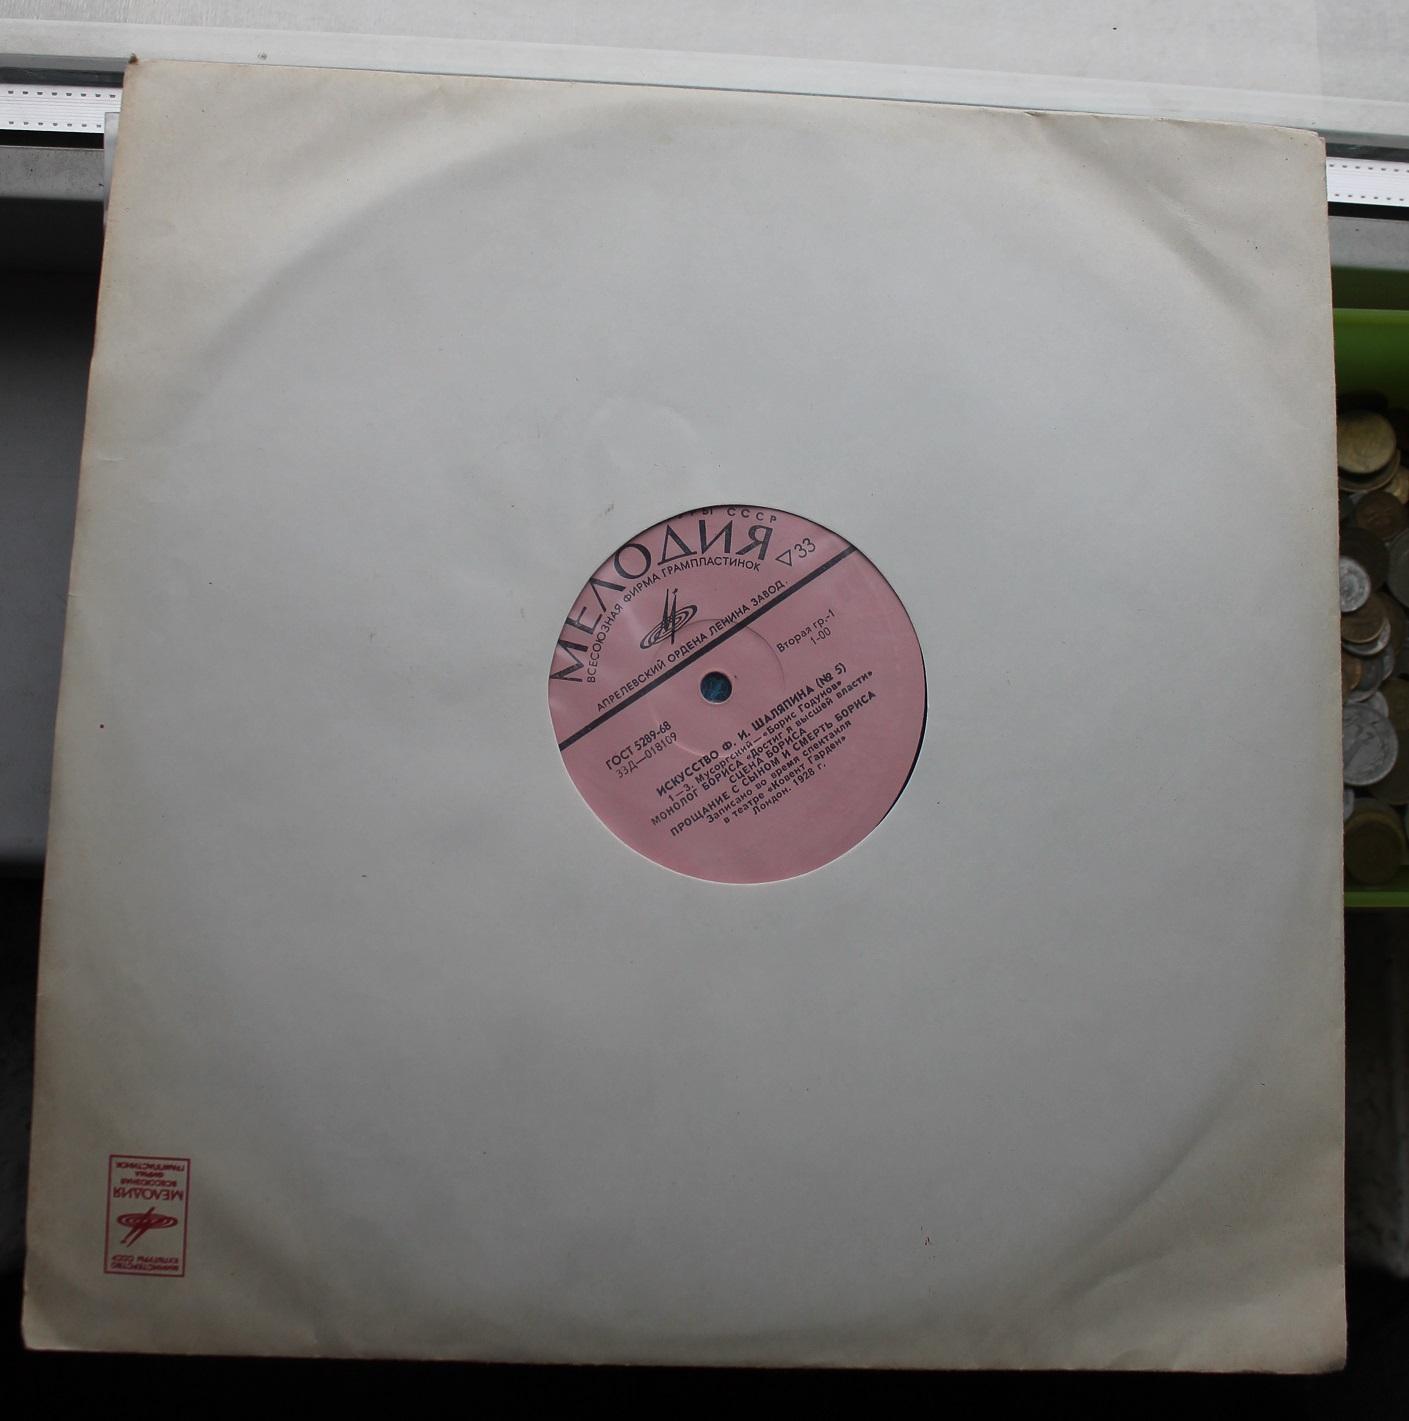 ТУРЫ СССР
МЕЛОДИЯ
ВСЕСОЮЗНАЯ ФИРМА ГРАМПЛАСТИНОК
33
АПРЕЛЕВСКИЙ ОРДЕНА ЛЕНИНА ЗАВОД.
Вторая гр.-1
1-00
ГОСТ 5289-68
33Д—018109
ИСКУССТВО Ф. И. ШАЛЯПИНА (№ 5)
1—3. Мусоргский—«Борис Годунов»
МОНОЛОГ БОРИСА «Достиг я высшей власти»
СЦЕНА БОРИСА
ПРОЩАНИЕ С СЫНОМ И СМЕРТЬ БОРИСА
Записано во время спектакля
в театре «Ковент Гарден»
Лондон. 1928 г.
МИНИСТЕРСТВО
КУЛЬТУРЫ СССР
МЕЛОДИЯ
ВСЕСОЮЗНАЯ
ФИРМА
ГРАМПЛАСТИНОК